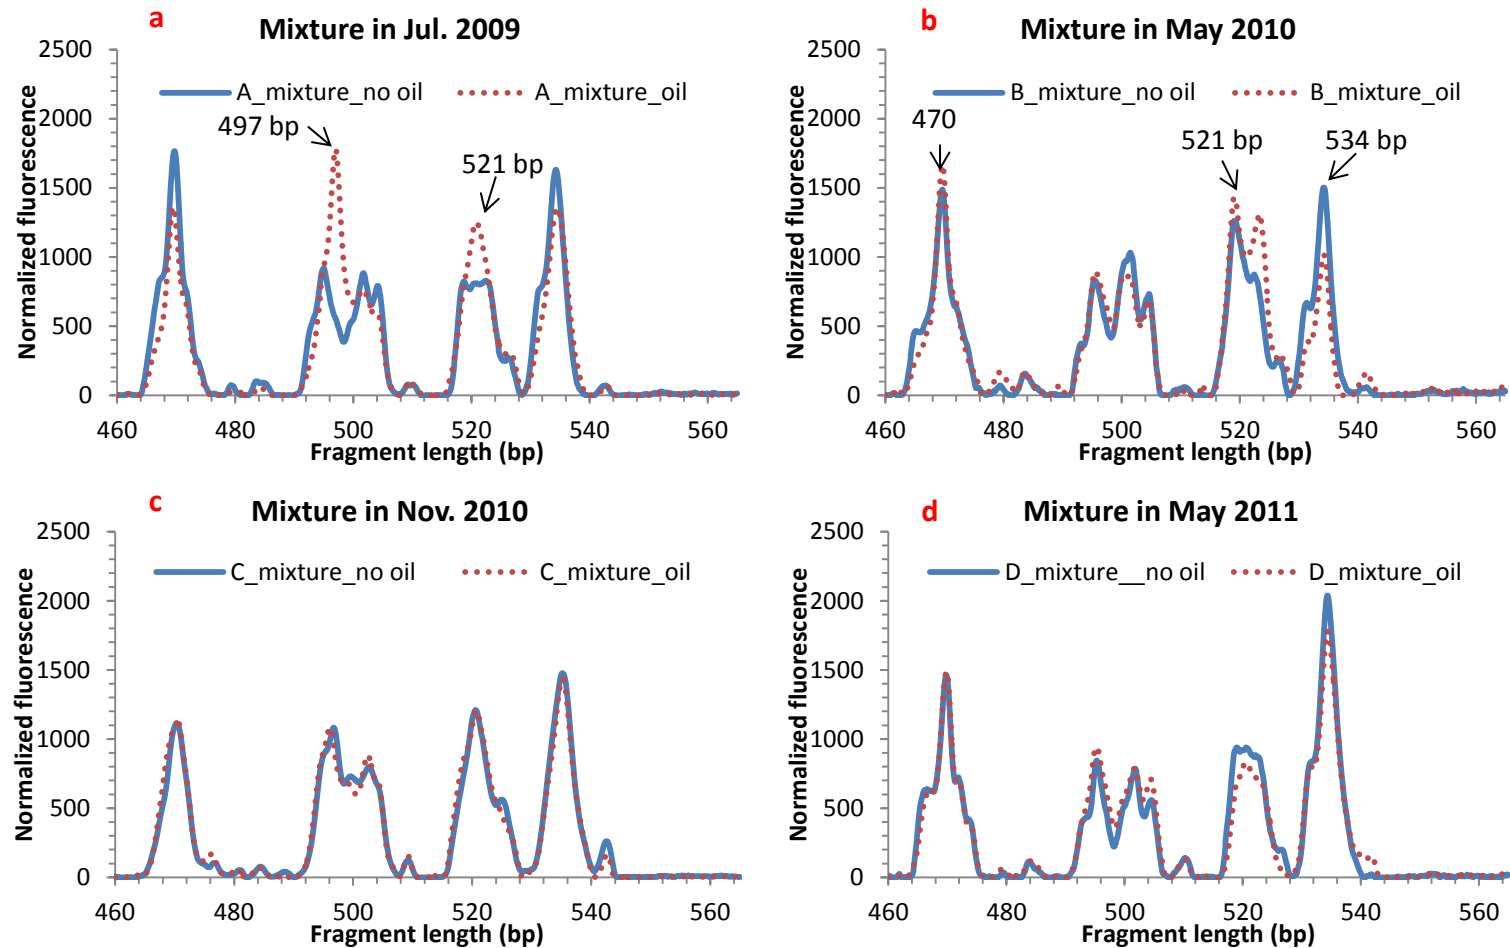 a
Mixture in Jul. 2009
2500
2000
1500
1000
500
0
Normalized fluorescence
A_mixture_no oil
A_mixture_oil
497 bp
521 bp
460 480 500 520 540 560
Fragment length (bp)
b
Mixture in May 2010
2500
2000
1500
1000
500
0
Normalized fluorescence
B_mixture_no oil
B_mixture_oil
470
521 bp
534 bp
460 480 500 520 540 560
Fragment length (bp)
c
Mixture in Nov. 2010
2500
2000
1500
1000
500
0
Normalized fluorescence
C_mixture_no oil
C_mixture_oil
460 480 500 520 540 560
Fragment length (bp)
d
Mixture in May 2011
2500
2000
1500
1000
500
0
Normalized fluorescence
D_mixture__no oil
D_mixture_oil
460 480 500 520 540 560
Fragment length (bp)